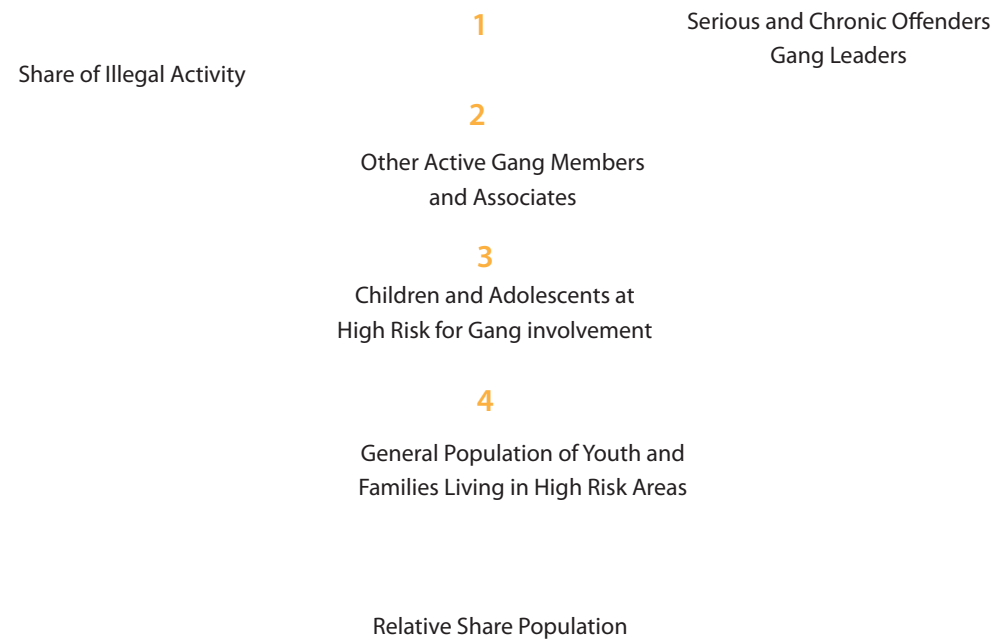 1
Serious and Chronic Offenders
Gang Leaders
Share of Illegal Activity
2
Other Active Gang Members
and Associates
3
Children and Adolescents at
High Risk for Gang involvement
4
General Population of Youth and
Families Living in High Risk Areas
Relative Share Population